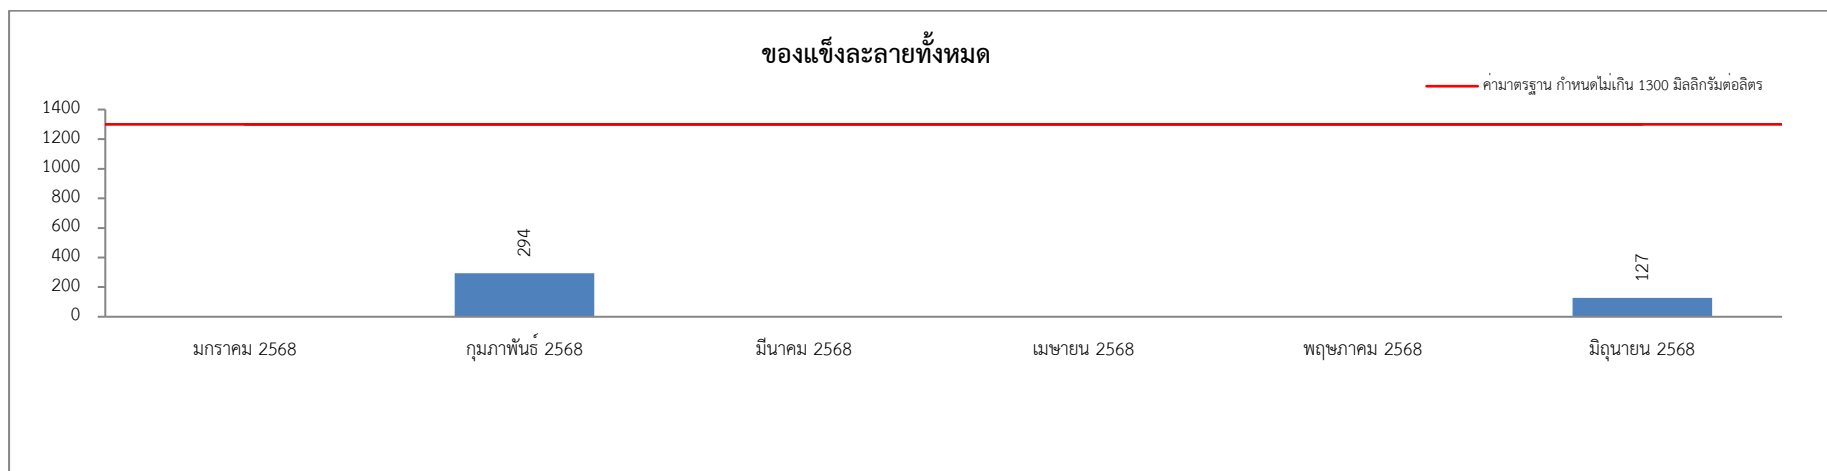 ของแข็งละลายทั้งหมด
ค่ามาตรฐาน กำหนดไม่เกิน 1300 มิลลิกรัมต่อลิตร
1400
1200
1000
800
600
400
200
0
294
127
มกราคม 2568
กุมภาพันธ์ 2568
มีนาคม 2568
เมษายน 2568
พฤษภาคม 2568
มิถุนายน 2568